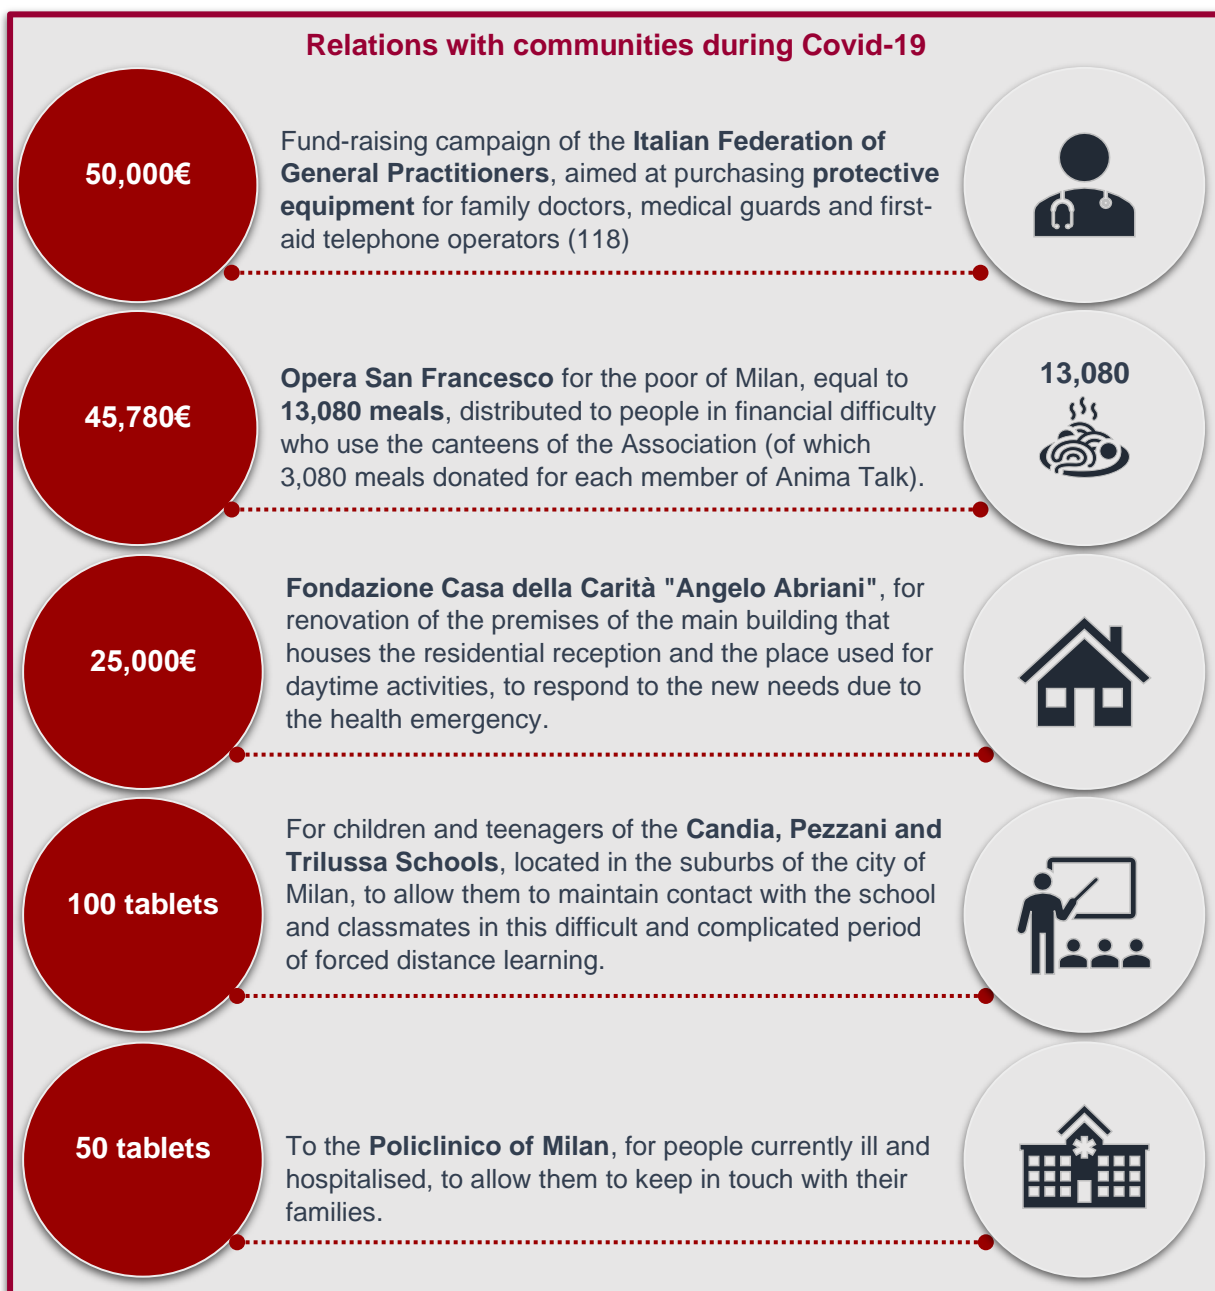 Relations with communities during Covid-19
50,000€
Fund-raising campaign of the Italian Federation of
General Practitioners, aimed at purchasing protective
equipment for family doctors, medical guards and first-
aid telephone operators (118)
45,780€
Opera San Francesco for the poor of Milan, equal to
13,080 meals, distributed to people in financial difficulty
who use the canteens of the Association (of which
3,080 meals donated for each member of Anima Talk).
13,080
25,000€
Fondazione Casa della Carità "Angelo Abriani", for
renovation of the premises of the main building that
houses the residential reception and the place used for
daytime activities, to respond to the new needs due to
the health emergency.
100 tablets
For children and teenagers of the Candia, Pezzani and
Trilussa Schools, located in the suburbs of the city of
Milan, to allow them to maintain contact with the school
and classmates in this difficult and complicated period
of forced distance learning.
50 tablets
To the Policlinico of Milan, for people currently ill and
hospitalised, to allow them to keep in touch with their
families.